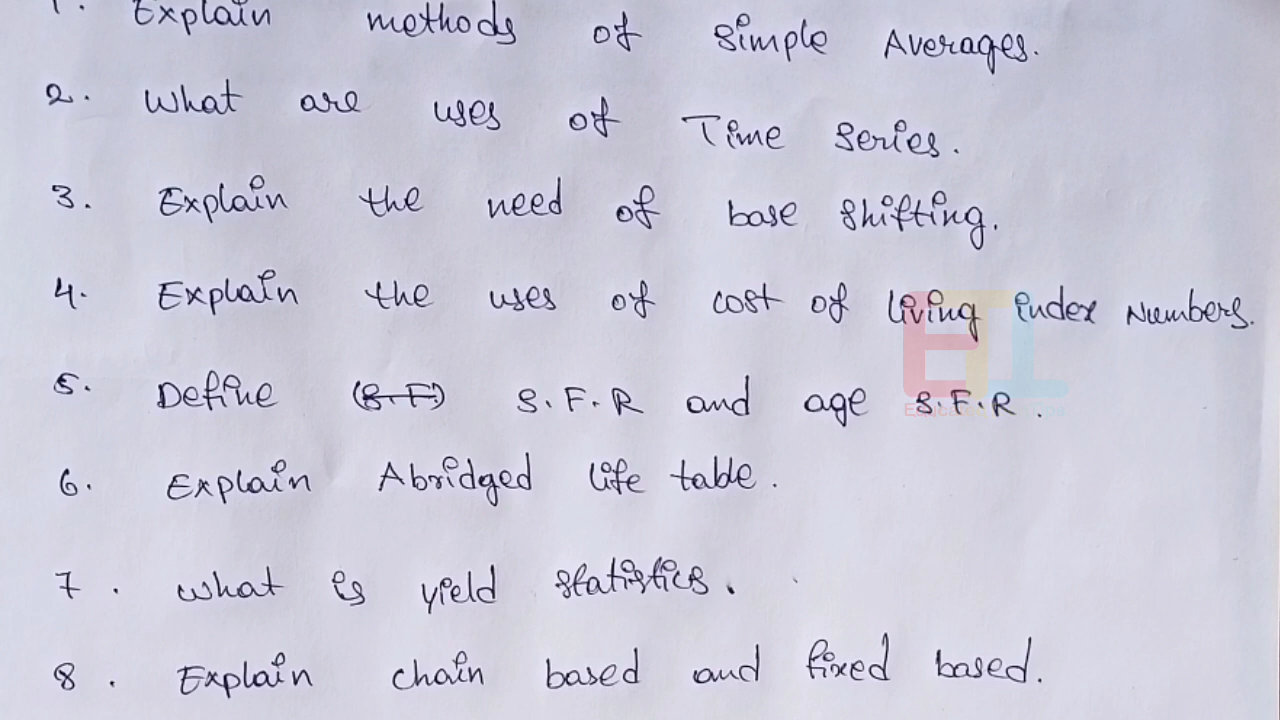 1. Explain methods of Simple Averages.
2. What are uses of Time Series.
3. Explain the need of base shifting.
4. Explain the uses of cost of living index Numbers.
5. Define (S.F.) S.F.R and age S.F.R.
6. Explain Abridged life table.
7. What is yield statistics.
8. Explain chain based and fixed based.